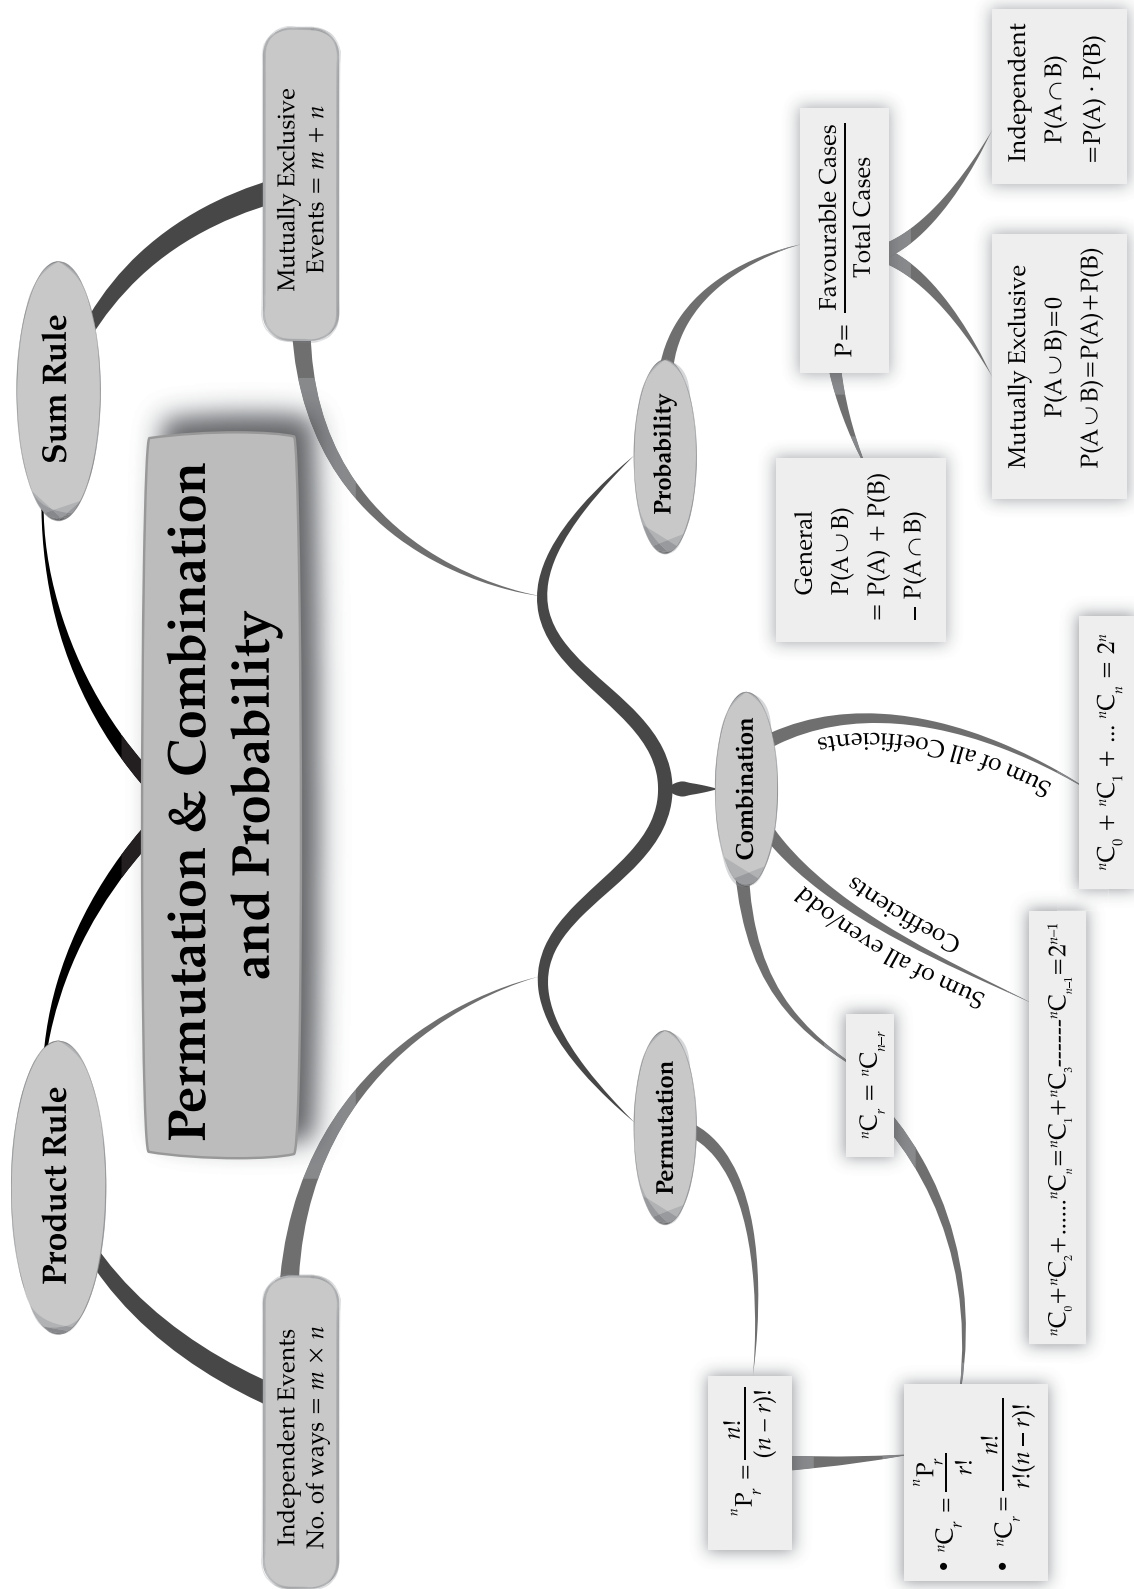 Permutation & Combination
and Probability
Product Rule
Independent Events
No. of ways = m × n
Sum Rule
Mutually Exclusive
Events = m + n
Permutation
ⁿPᵣ = n!/(n – r)!
• ⁿCᵣ = ⁿPᵣ/r!
• ⁿCᵣ = n!/r!(n – r)!
Combination
ⁿCᵣ = ⁿCₙ₋ᵣ
Sum of all even/odd
Coefficients
ⁿC₀+ⁿC₂+......ⁿCₙ=ⁿC₁+ⁿC₃------ⁿCₙ₋₁=2ⁿ⁻¹
Sum of all Coefficients
ⁿC₀ + ⁿC₁ + ... ⁿCₙ = 2ⁿ
Probability
P= Favourable Cases/Total Cases
General
P(A∪B)
= P(A) + P(B)
– P(A∩B)
Mutually Exclusive
P(A∪B)=0
P(A∪B)=P(A)+P(B)
Independent
P(A∩B)
=P(A) · P(B)